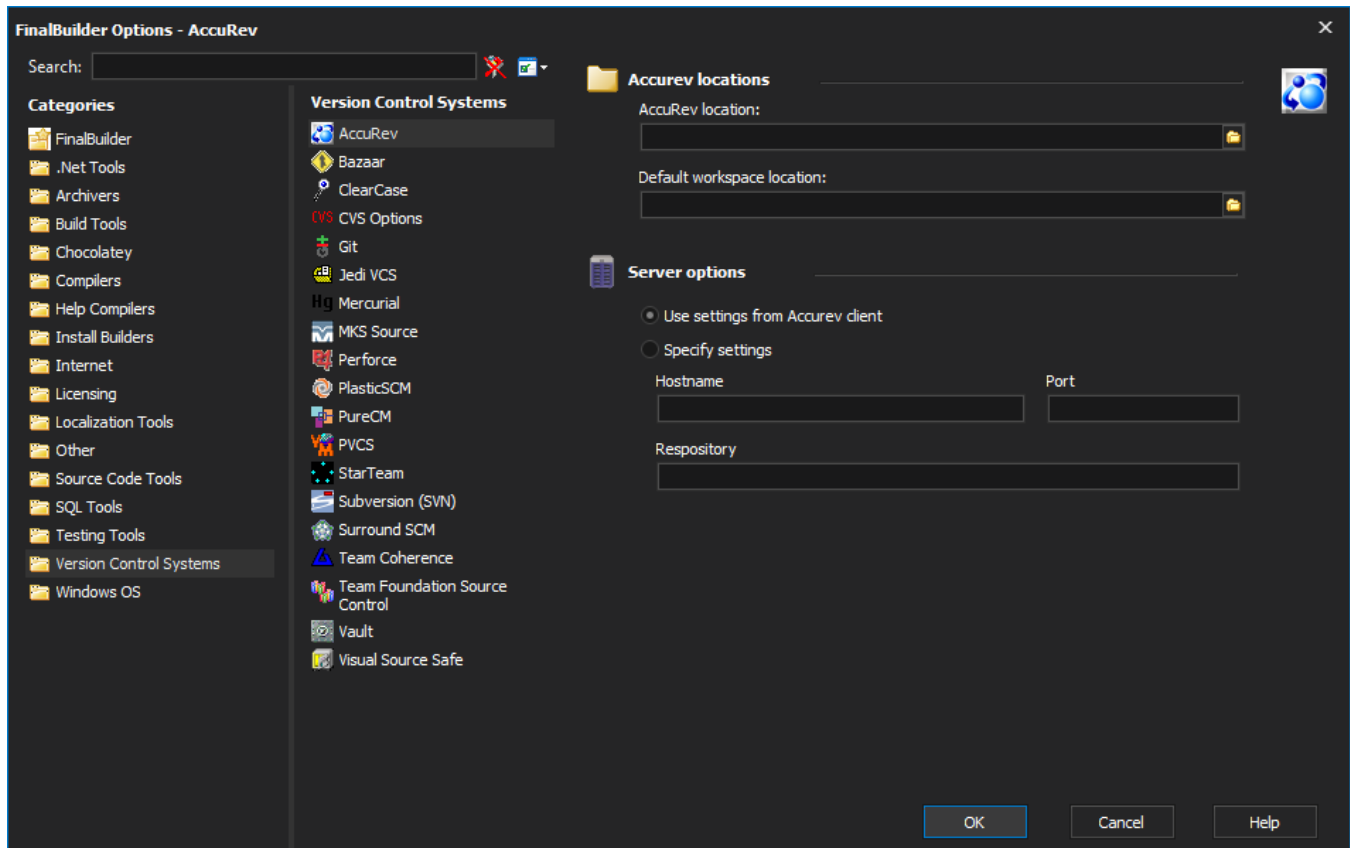 FinalBuilder Options - AccuRev
Search:
Categories
FinalBuilder
.Net Tools
Archivers
Build Tools
Chocolatey
Compilers
Help Compilers
Install Builders
Internet
Licensing
Localization Tools
Other
Source Code Tools
SQL Tools
Testing Tools
Version Control Systems
Windows OS
Version Control Systems
AccuRev
Bazaar
ClearCase
CVS CVS Options
Git
Jedi VCS
Hg Mercurial
MKS Source
Perforce
PlasticSCM
PureCM
PVCS
StarTeam
Subversion (SVN)
Surround SCM
Team Coherence
Team Foundation Source
Control
Vault
Visual Source Safe
Accurev locations
AccuRev location:
Default workspace location:
Server options
Use settings from Accurev client
Specify settings
Hostname
Port
Respository
OK
Cancel
Help